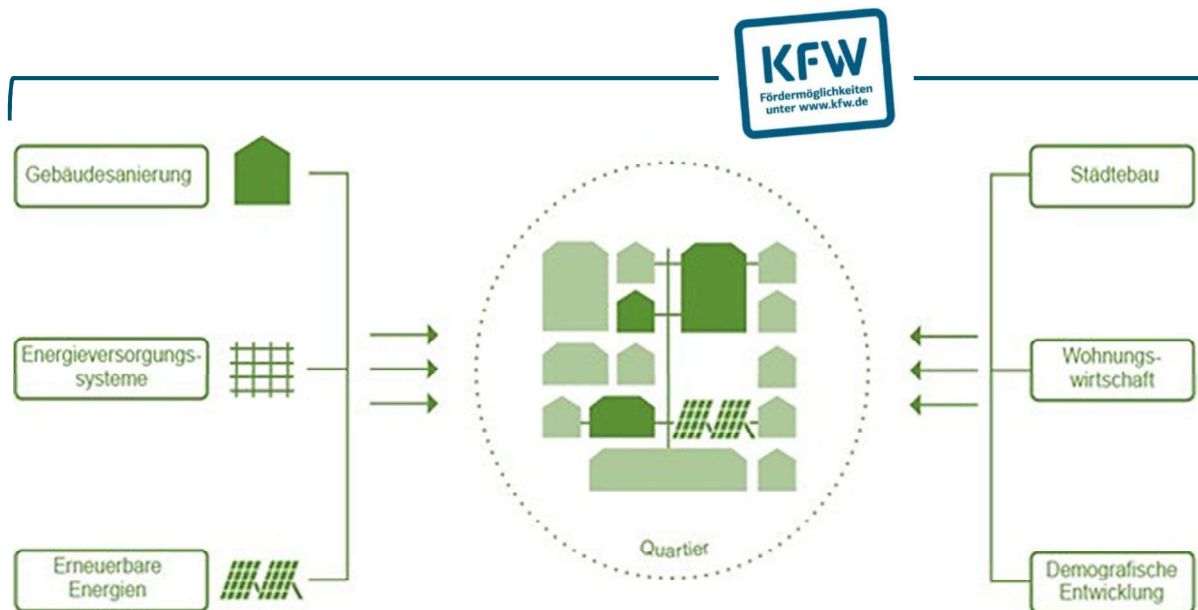 KFW
Fördermöglichkeiten
unter www.kfw.de
Gebäudesanierung
Energieversorgungs-
systeme
Erneuerbare
Energien
Quartier
Städtebau
Wohnungs-
wirtschaft
Demografische
Entwicklung